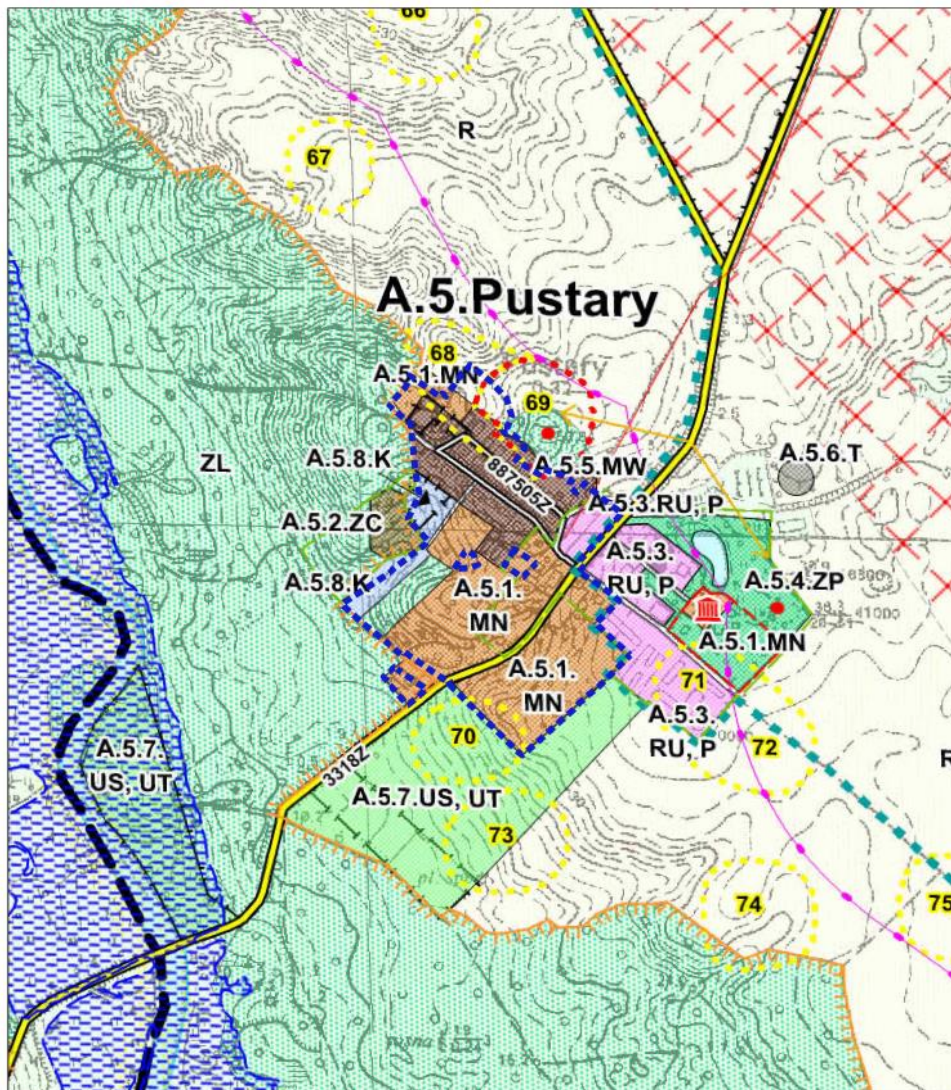 66
R
67
A.5.Pustary
68
A.5.1.MN
69
ZL
A.5.8.K
A.5.5.MW
A.5.6.T
887505Z
A.5.3.RU, P
A.5.2.ZC
A.5.3.
RU, P
A.5.4.ZP
A.5.8.K
A.5.1.
MN
A.5.1.MN
A.5.1.
MN
71
A.5.3.
RU, P
70
72
R
A.5.7.
US, UT
3318Z
A.5.7.US, UT
73
74
75